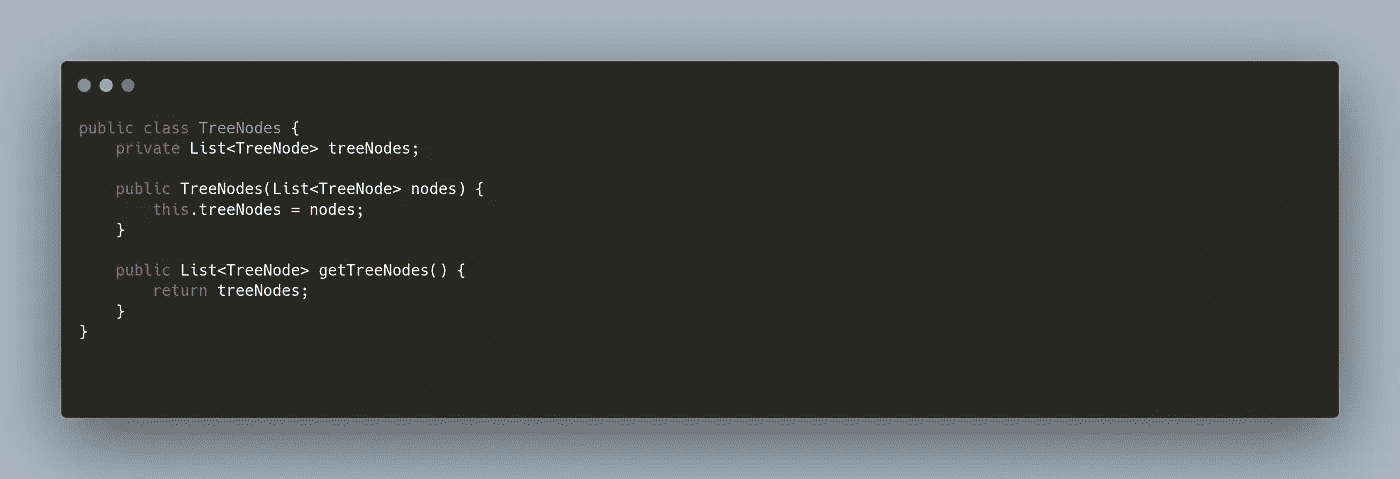 public class TreeNodes {
    private List<TreeNode> treeNodes;

    public TreeNodes(List<TreeNode> nodes) {
        this.treeNodes = nodes;
    }

    public List<TreeNode> getTreeNodes() {
        return treeNodes;
    }
}